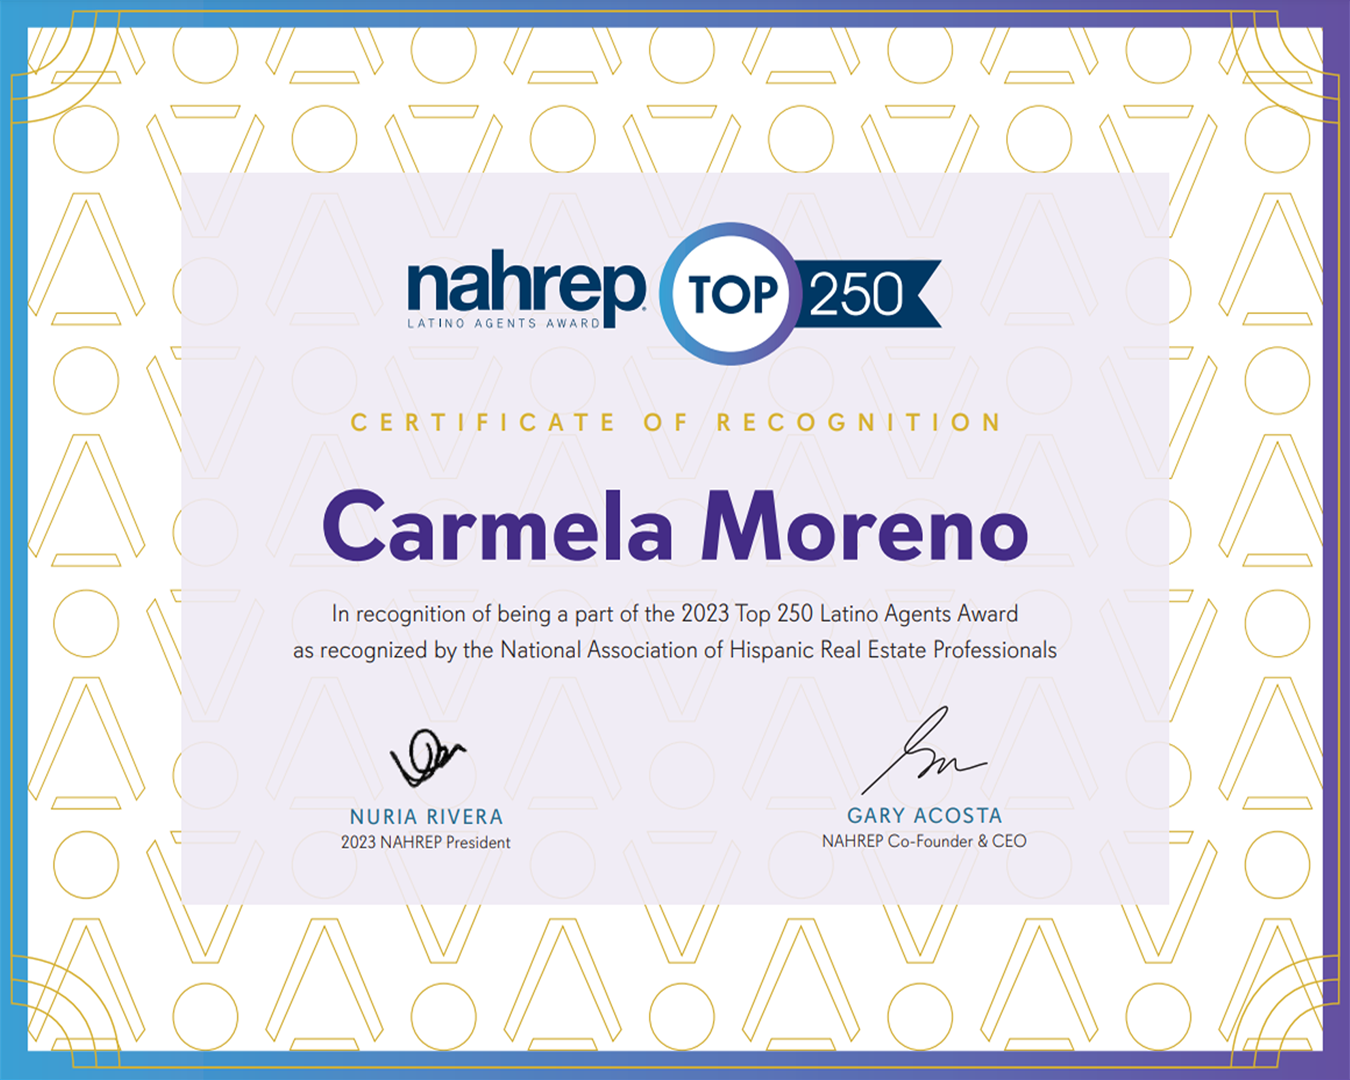 nahrep®
LATINO AGENTS AWARD
TOP 250
CERTIFICATE OF RECOGNITION
Carmela Moreno
In recognition of being a part of the 2023 Top 250 Latino Agents Award
as recognized by the National Association of Hispanic Real Estate Professionals
NURIA RIVERA
2023 NAHREP President
GARY ACOSTA
NAHREP Co-Founder & CEO